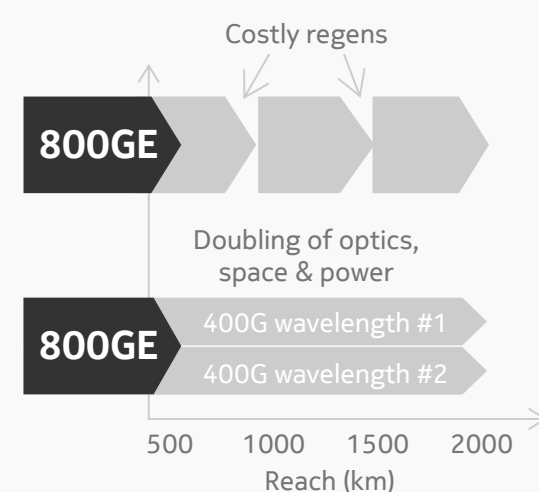 Costly regens
800GE
Doubling of optics,
space & power
800GE
400G wavelength #1
400G wavelength #2
500 1000 1500 2000
Reach (km)